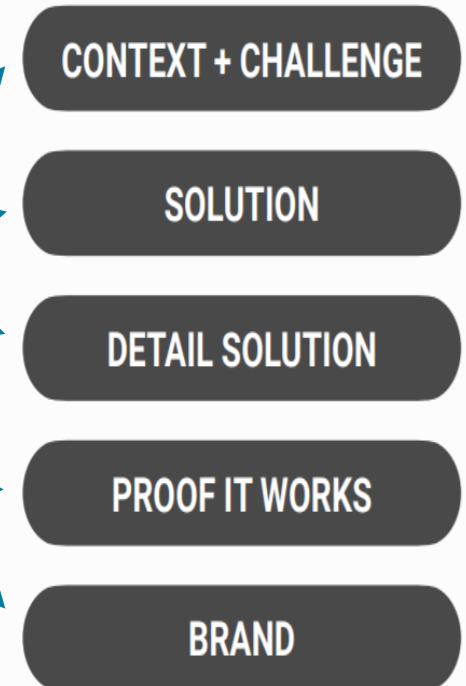 CONTEXT + CHALLENGE
SOLUTION
DETAIL SOLUTION
PROOF IT WORKS
BRAND